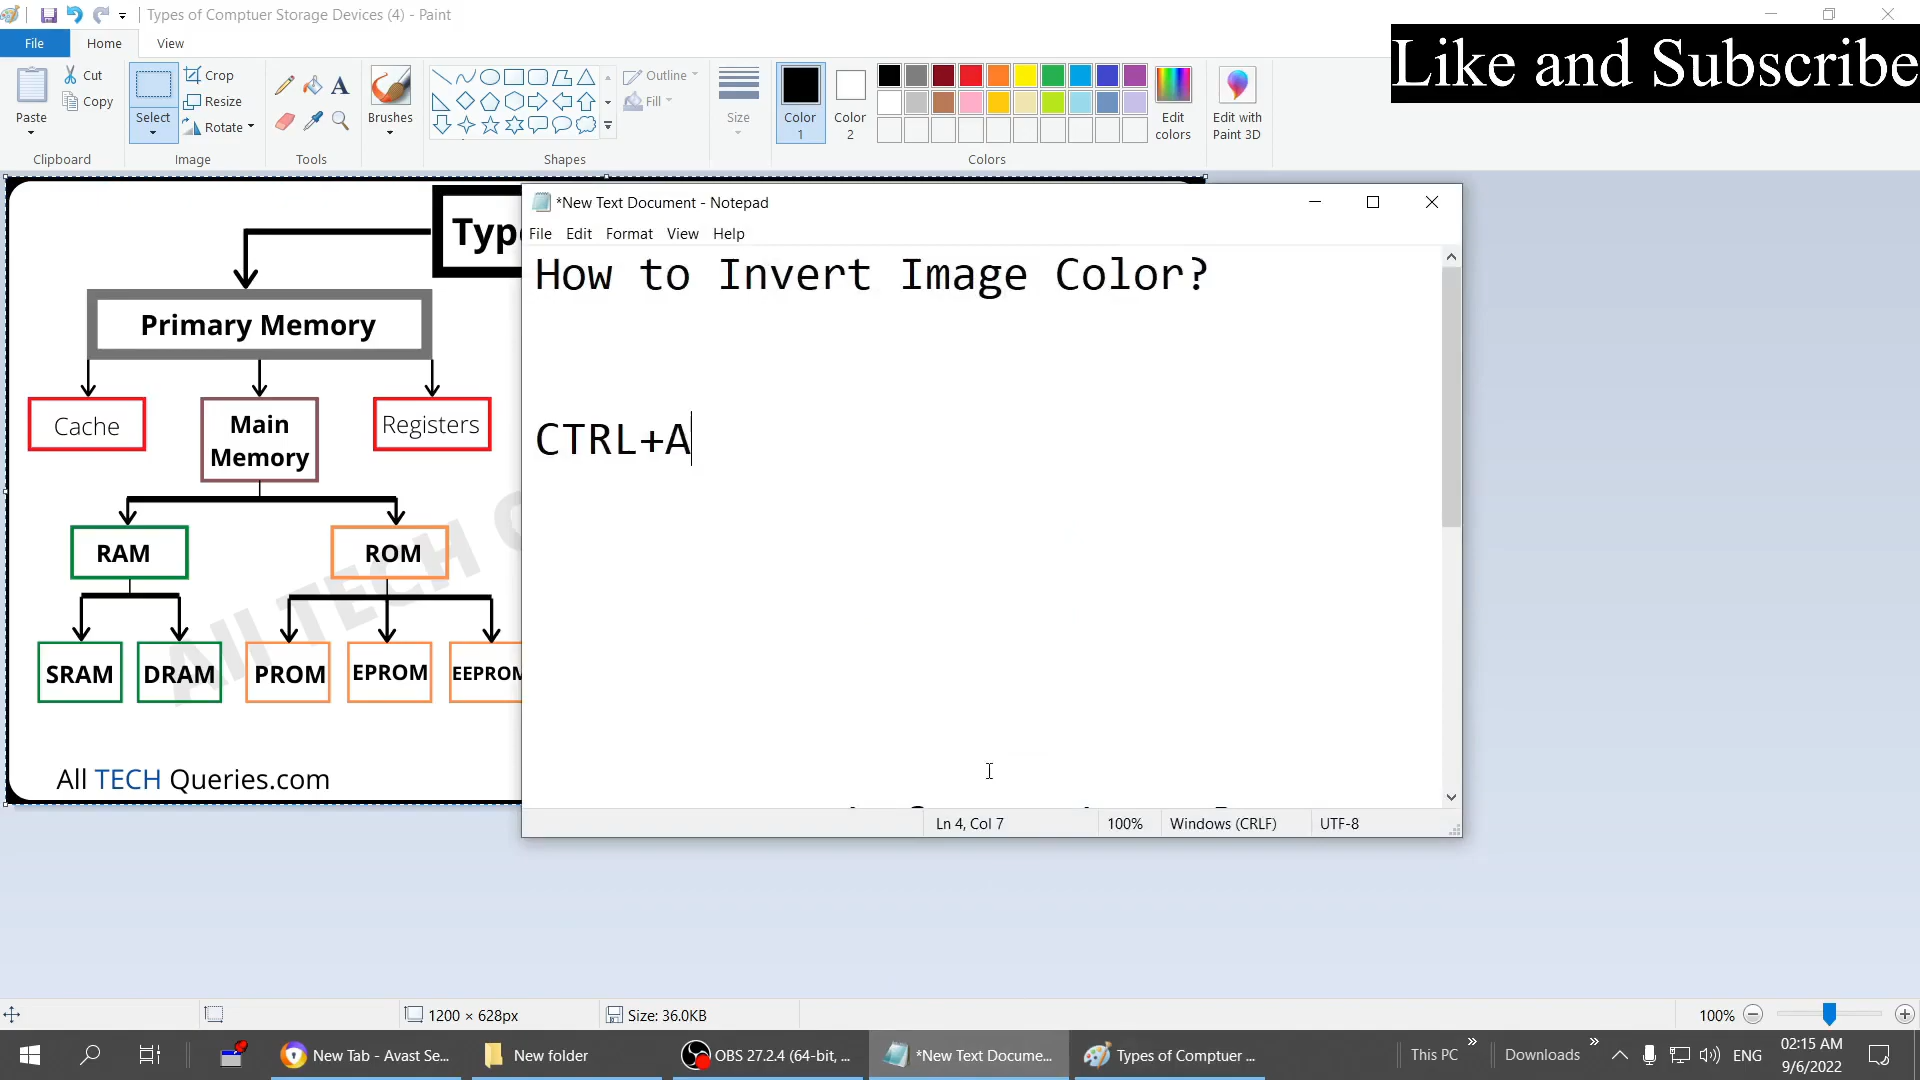 Types of Comptuer Storage Devices (4) - Paint
Like and Subscribe
File
Home
View
Paste
Cut
Copy
Clipboard
Select
Crop
Resize
Rotate
Image
Tools
Brushes
Shapes
Outline
Fill
Size
Color
1
Color
2
Edit
colors
Edit with
Paint 3D
Colors
Primary Memory
Cache
Main
Memory
Registers
RAM
ROM
SRAM
DRAM
PROM
EPROM
All TECH
All TECH Queries.com
*New Text Document - Notepad
File
Edit
Format
View
Help
How to Invert Image Color?
CTRL+A
Ln 4, Col 7
100%
Windows (CRLF)
UTF-8
1200 × 628px
Size: 36.0KB
100%
New Tab - Avast Se...
New folder
OBS 27.2.4 (64-bit, ...
*New Text Docume...
Types of Comptuer ...
This PC
Downloads
ENG
02:15 AM
9/6/2022